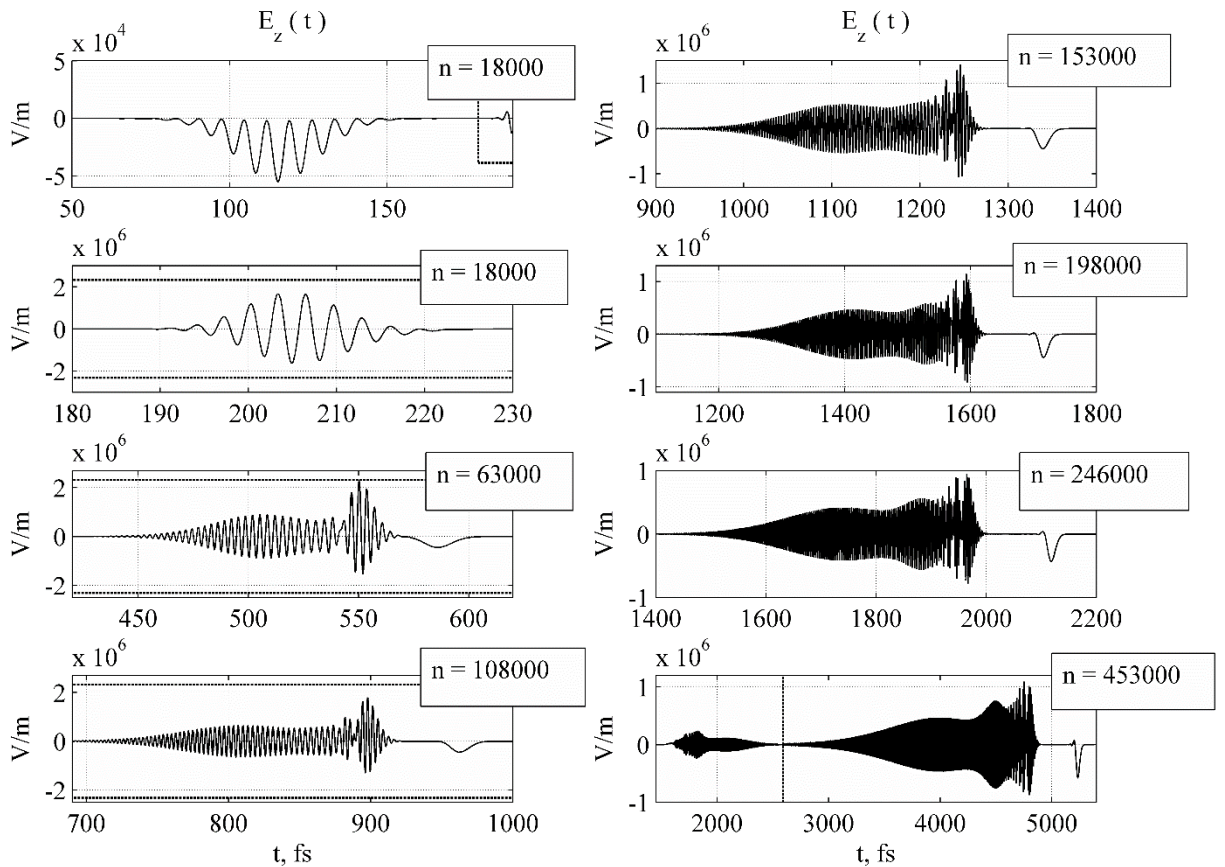 E_z ( t )
x 10^4
n = 18000
V/m
5
0
-5
50
100
150
x 10^6
n = 18000
V/m
2
0
-2
180
190
200
210
220
230
x 10^6
n = 63000
V/m
2
0
-2
450
500
550
600
x 10^6
n = 108000
V/m
2
0
-2
700
800
900
1000
t, fs
E_z ( t )
x 10^6
n = 153000
V/m
1
0
-1
900
1000
1100
1200
1300
1400
x 10^6
n = 198000
V/m
1
0
-1
1200
1400
1600
1800
x 10^6
n = 246000
V/m
1
0
-1
1400
1600
1800
2000
2200
x 10^6
n = 453000
V/m
1
0
-1
2000
3000
4000
5000
t, fs